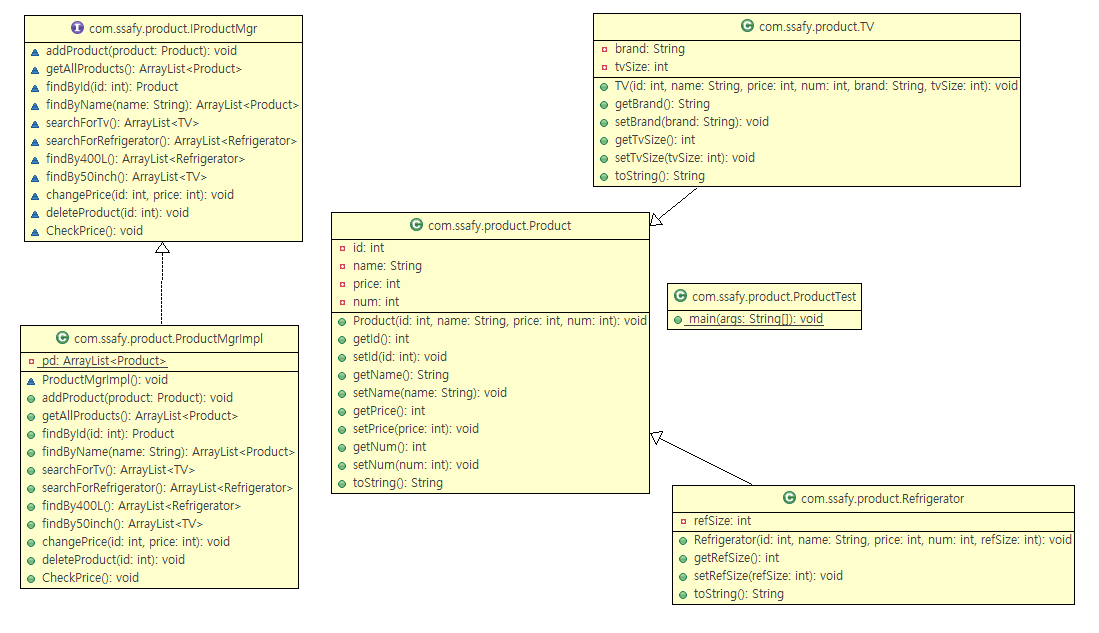 com.ssafy.product.IProductMgr
addProduct(product: Product): void
getAllProducts(): ArrayList<Product>
findById(id: int): Product
findByName(name: String): ArrayList<Product>
searchForTv(): ArrayList<TV>
searchForRefrigerator(): ArrayList<Refrigerator>
findBy400L(): ArrayList<Refrigerator>
findBy50inch(): ArrayList<TV>
changePrice(id: int, price: int): void
deleteProduct(id: int): void
CheckPrice(): void
com.ssafy.product.ProductMgrImpl
pd: ArrayList<Product>
ProductMgrImpl(): void
addProduct(product: Product): void
getAllProducts(): ArrayList<Product>
findById(id: int): Product
findByName(name: String): ArrayList<Product>
searchForTv(): ArrayList<TV>
searchForRefrigerator(): ArrayList<Refrigerator>
findBy400L(): ArrayList<Refrigerator>
findBy50inch(): ArrayList<TV>
changePrice(id: int, price: int): void
deleteProduct(id: int): void
CheckPrice(): void
com.ssafy.product.Product
id: int
name: String
price: int
num: int
Product(id: int, name: String, price: int, num: int): void
getId(): int
setId(id: int): void
getName(): String
setName(name: String): void
getPrice(): int
setPrice(price: int): void
getNum(): int
setNum(num: int): void
toString(): String
com.ssafy.product.TV
brand: String
tvSize: int
TV(id: int, name: String, price: int, num: int, brand: String, tvSize: int): void
getBrand(): String
setBrand(brand: String): void
getTvSize(): int
setTvSize(tvSize: int): void
toString(): String
com.ssafy.product.ProductTest
main(args: String[]): void
com.ssafy.product.Refrigerator
refSize: int
Refrigerator(id: int, name: String, price: int, num: int, refSize: int): void
getRefSize(): int
setRefSize(refSize: int): void
toString(): String